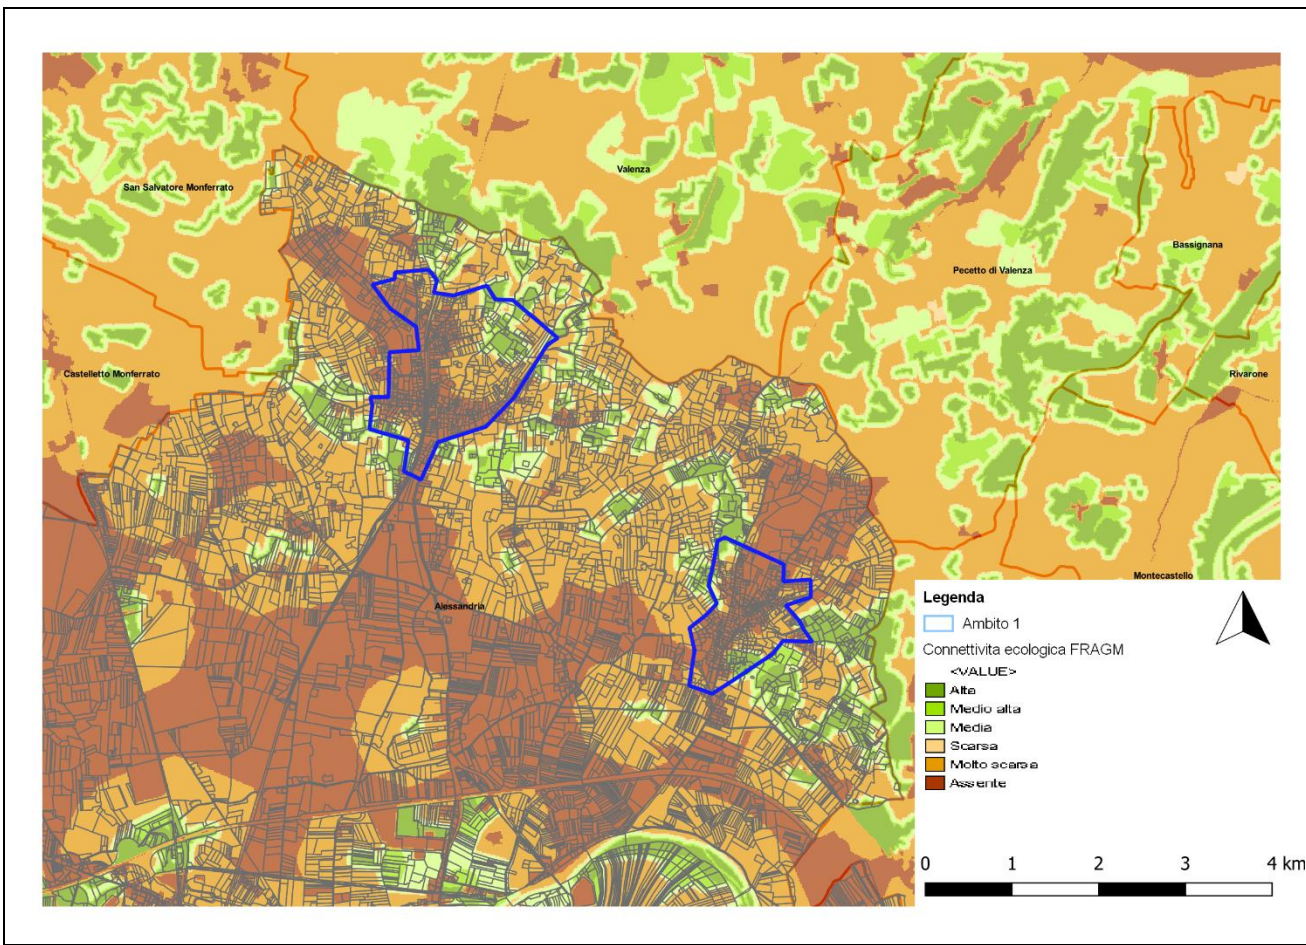 Valenza
San Salvatore Monferrato
Bassignana
Pecetto di Valenza
Castelletto Monferrato
Rivarone
Montecastello
Alessandria
Legenda
Ambito 1
Connettivita ecologica FRAGM
<VALUE>
Alta
Medio alta
Media
Scarsa
Molto scarsa
Assente
0 1 2 3 4 km